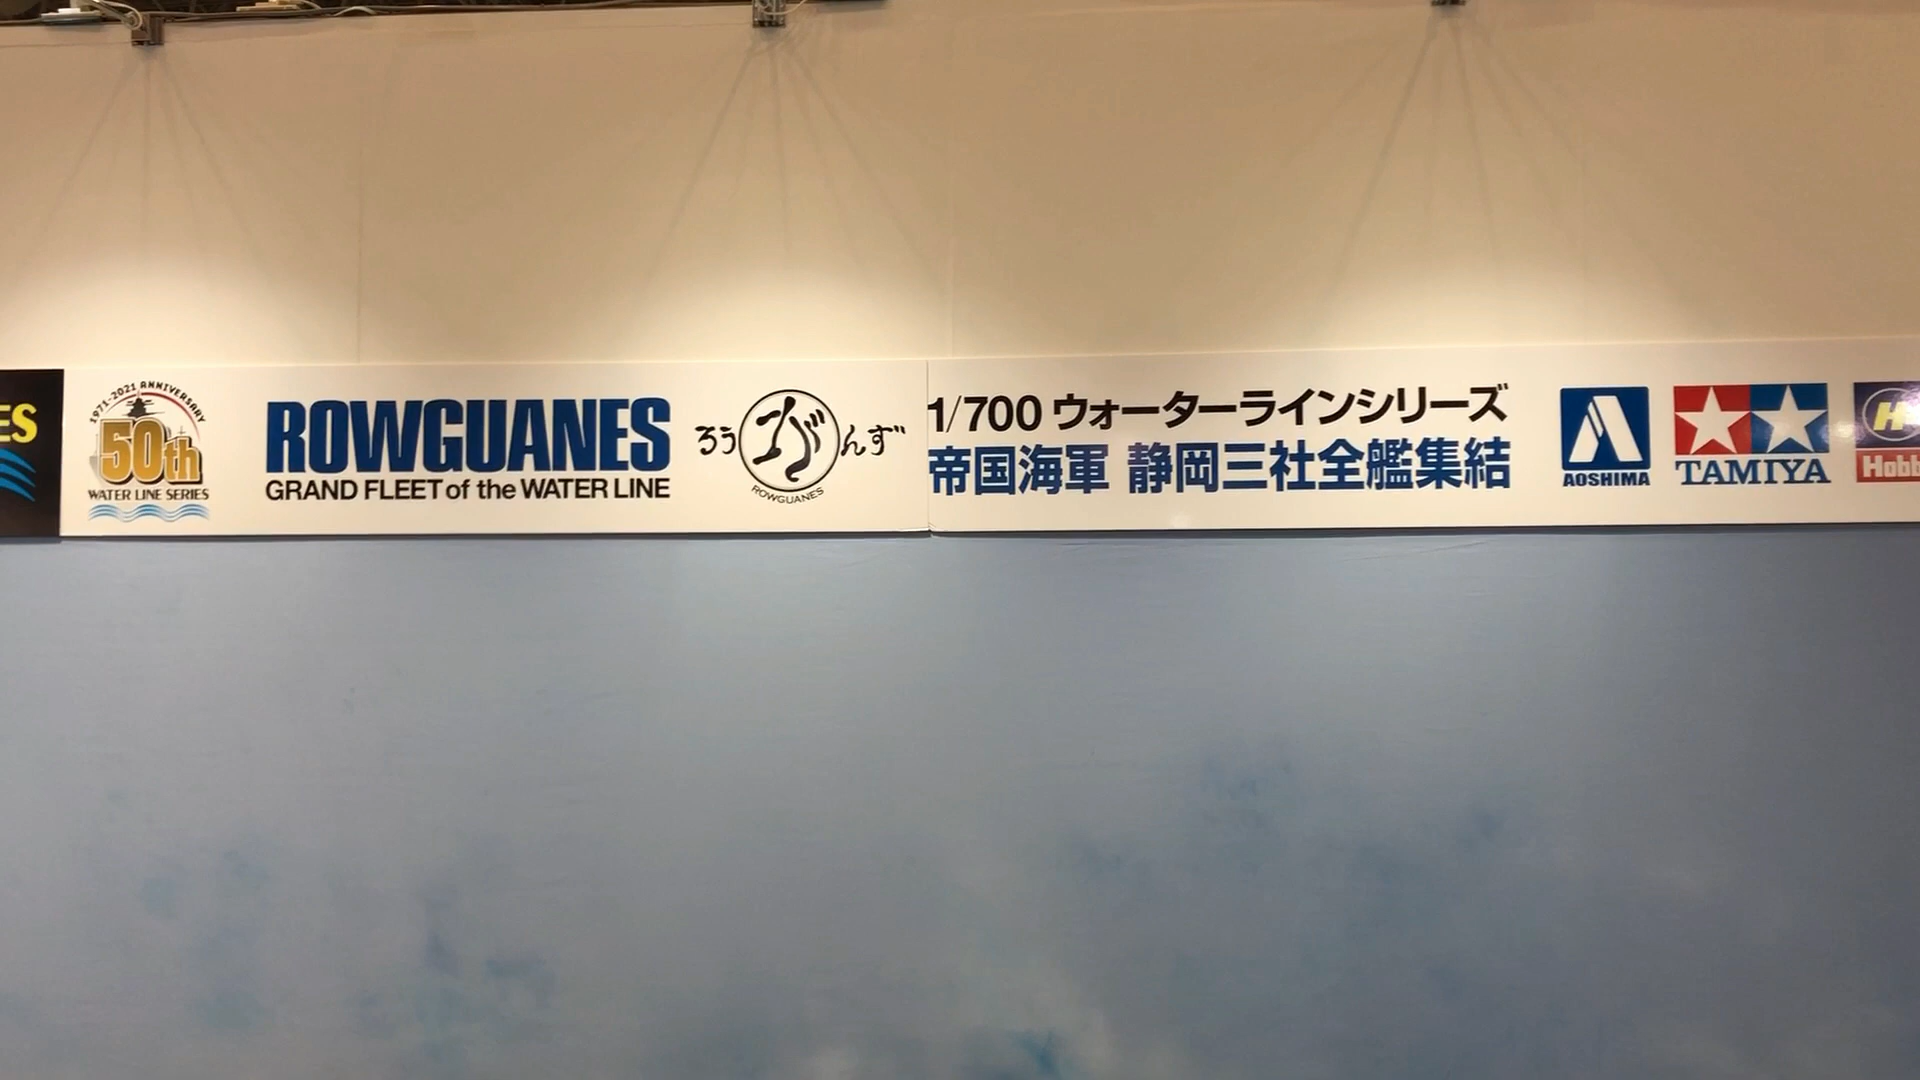 ES
1971-2021 ANNIVERSARY
50th
WATER LINE SERIES
ROWGUANES
GRAND FLEET of the WATER LINE
ろうがんず
ROWGUANES
1/700 ウォーターラインシリーズ
帝国海軍 静岡三社全艦集結
AOSHIMA
TAMIYA
H
Hobb